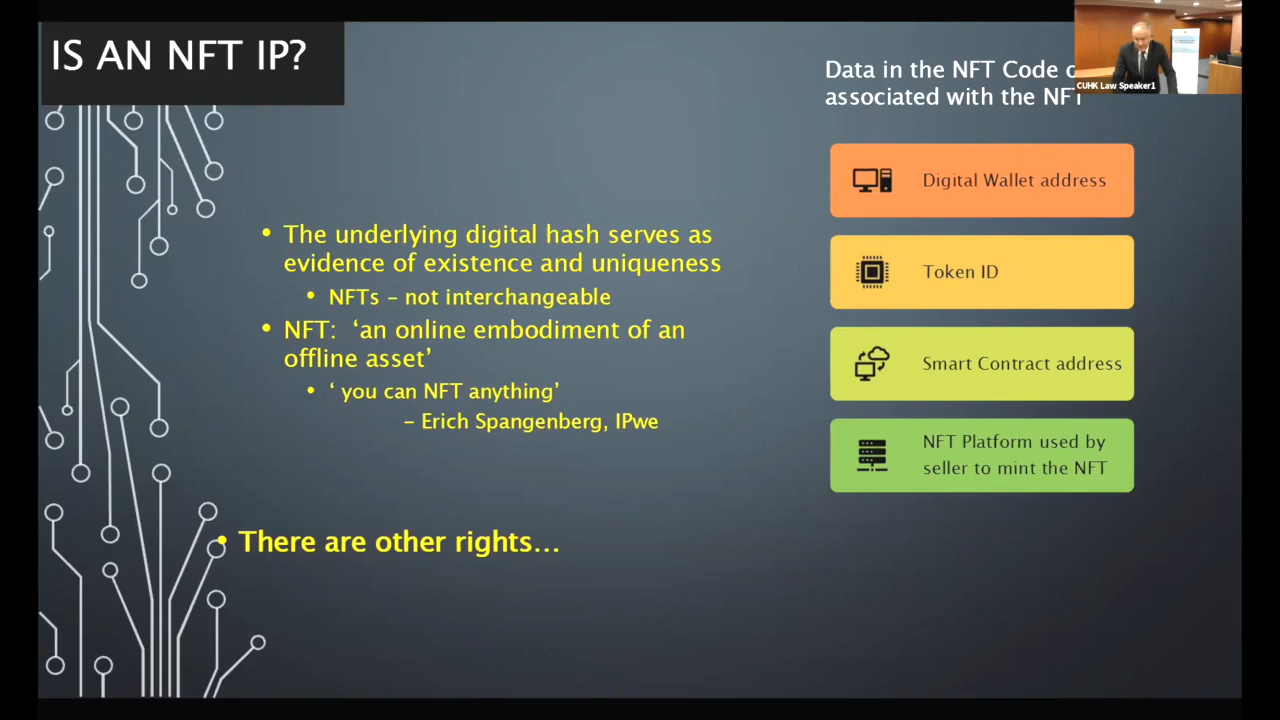 IS AN NFT IP?
Data in the NFT Code
associated with the NFT
CUHK Law Speaker1
• The underlying digital hash serves as
evidence of existence and uniqueness
• NFTs – not interchangeable
• NFT: ‘an online embodiment of an
offline asset’
• ‘ you can NFT anything’
– Erich Spangenberg, IPwe
• There are other rights…
Digital Wallet address
Token ID
Smart Contract address
NFT Platform used by
seller to mint the NFT